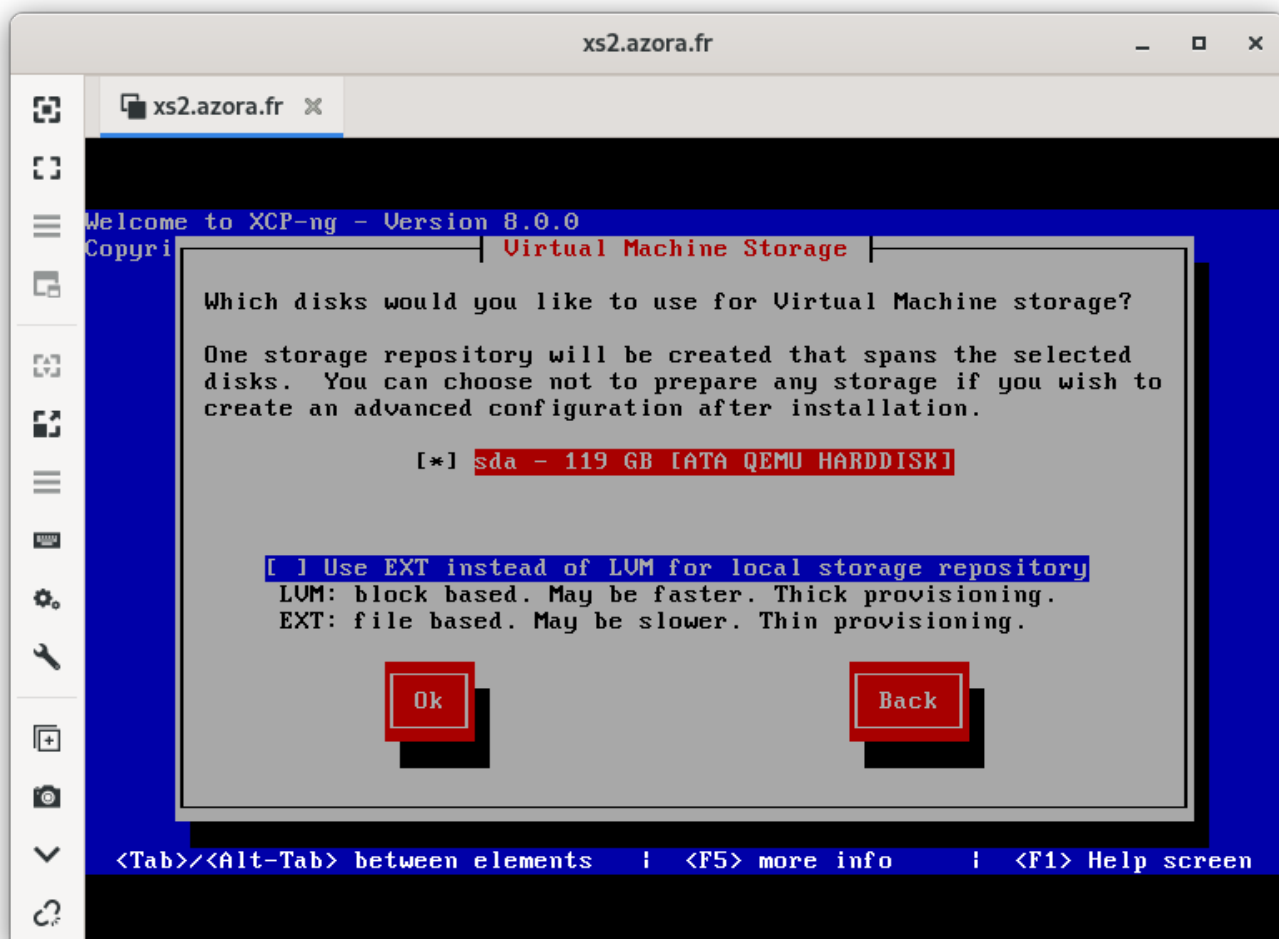 xs2.azora.fr
xs2.azora.fr
Welcome to XCP-ng - Version 8.0.0
Copyri
Virtual Machine Storage
Which disks would you like to use for Virtual Machine storage?
One storage repository will be created that spans the selected
disks.  You can choose not to prepare any storage if you wish to
create an advanced configuration after installation.
[*] sda - 119 GB [ATA QEMU HARDDISK]
[ ] Use EXT instead of LVM for local storage repository
LVM: block based. May be faster. Thick provisioning.
EXT: file based. May be slower. Thin provisioning.
Ok Back
<Tab>/<Alt-Tab> between elements | <F5> more info | <F1> Help screen